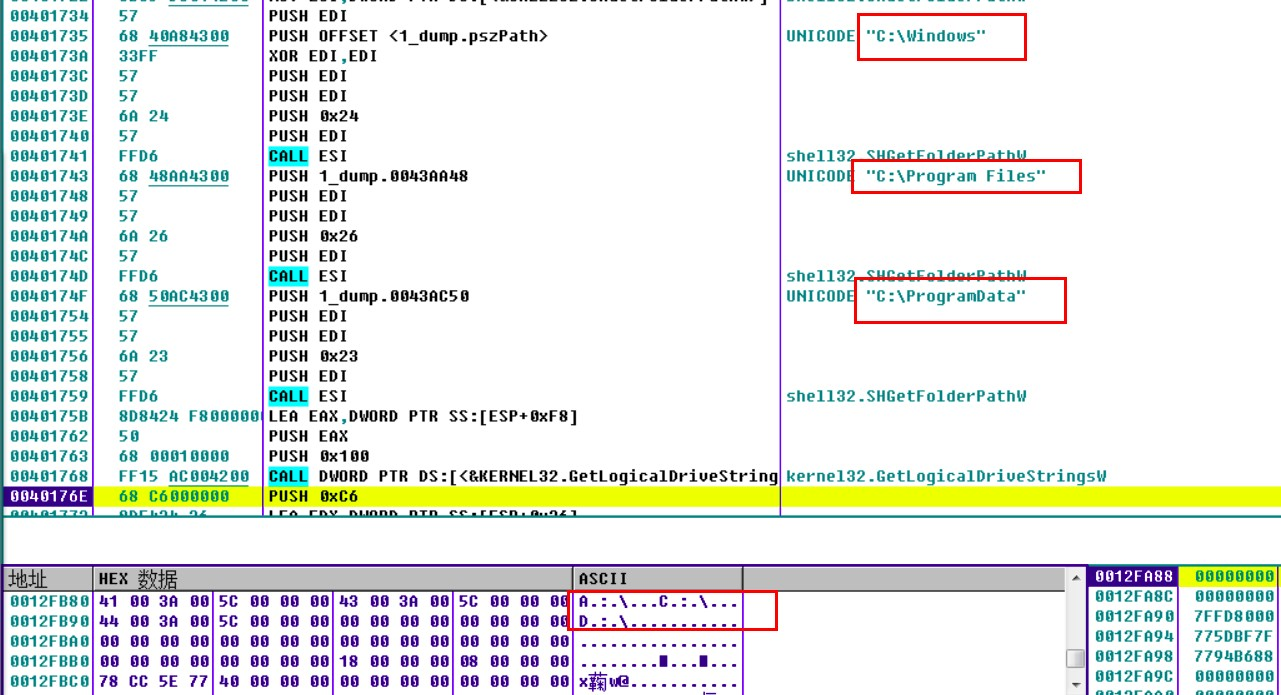 00401734 57 PUSH EDI
00401735 68 40A84300 PUSH OFFSET <1_dump.pszPath> UNICODE "C:\Windows"
0040173A 33FF XOR EDI,EDI
0040173C 57 PUSH EDI
0040173D 57 PUSH EDI
0040173E 6A 24 PUSH 0x24
00401740 57 PUSH EDI
00401741 FFD6 CALL ESI shell32.SHGetFolderPathW
00401743 68 48AA4300 PUSH 1_dump.0043AA48 UNICODE "C:\Program Files"
00401748 57 PUSH EDI
00401749 57 PUSH EDI
0040174A 6A 26 PUSH 0x26
0040174C 57 PUSH EDI
0040174D FFD6 CALL ESI shell32.SHGetFolderPathW
0040174F 68 50AC4300 PUSH 1_dump.0043AC50 UNICODE "C:\ProgramData"
00401754 57 PUSH EDI
00401755 57 PUSH EDI
00401756 6A 23 PUSH 0x23
00401758 57 PUSH EDI
00401759 FFD6 CALL ESI shell32.SHGetFolderPathW
0040175B 8D8424 F8000000 LEA EAX,DWORD PTR SS:[ESP+0xF8]
00401762 50 PUSH EAX
00401763 68 00010000 PUSH 0x100
00401768 FF15 AC004200 CALL DWORD PTR DS:[<&KERNEL32.GetLogicalDriveString kernel32.GetLogicalDriveStringsW
0040176E 68 C6000000 PUSH 0xC6
地址 HEX 数据 ASCII
0012FB80 41 00 3A 00 5C 00 00 00 43 00 3A 00 5C 00 00 00 A.:.\...C.:.\...
0012FB90 44 00 3A 00 5C 00 00 00 00 00 00 00 00 00 00 00 D.:.\...........
0012FBA0 00 00 00 00 00 00 00 00 00 00 00 00 00 00 00 00 ................
0012FBB0 00 00 00 00 00 00 00 00 18 00 00 00 08 00 00 00 ........■...■...
0012FBC0 78 CC 5E 77 40 00 00 00 00 00 00 00 00 00 00 00 w@...........
0012FA88 00000000
0012FA8C 00000000
0012FA90 7FFD8000
0012FA94 775DBF7F
0012FA98 7794B688
0012FA9C 00000000